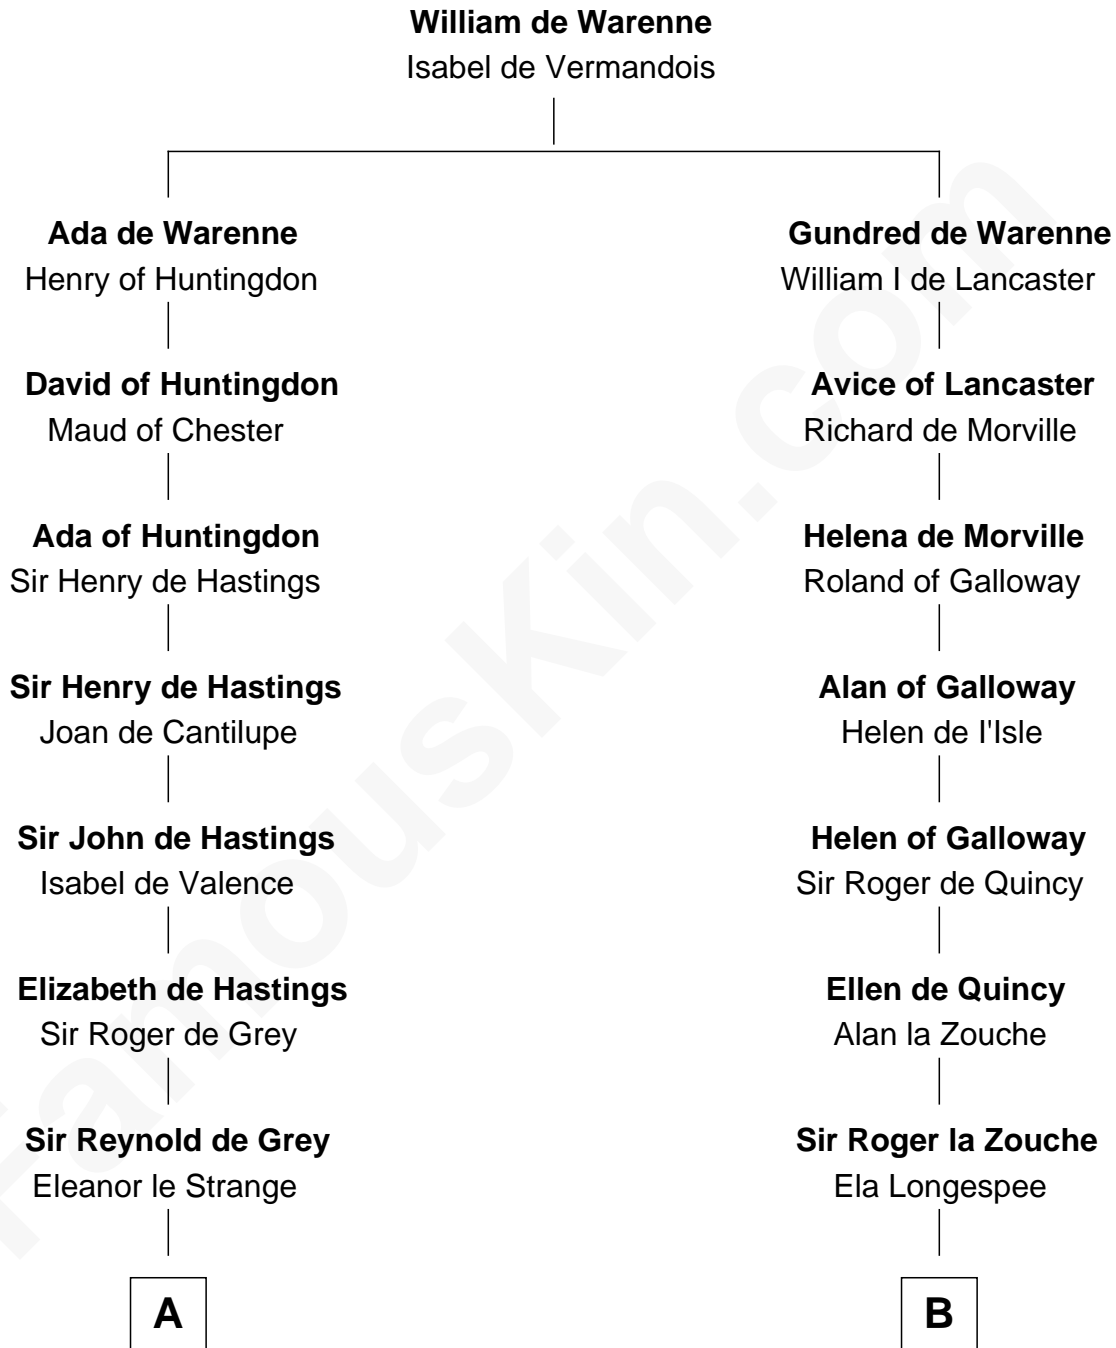 William de Warenne
Isabel de Vermandois
Ada de Warenne
Henry of Huntingdon
Gundred de Warenne
William I de Lancaster
David of Huntingdon
Maud of Chester
Avice of Lancaster
Richard de Morville
Ada of Huntingdon
Sir Henry de Hastings
Helena de Morville
Roland of Galloway
Sir Henry de Hastings
Joan de Cantilupe
Alan of Galloway
Helen de I'Isle
Sir John de Hastings
Isabel de Valence
Helen of Galloway
Sir Roger de Quincy
Elizabeth de Hastings
Sir Roger de Grey
Ellen de Quincy
Alan la Zouche
Sir Reynold de Grey
Eleanor le Strange
Sir Roger la Zouche
Ela Longespee
A
B
FamousKin.com